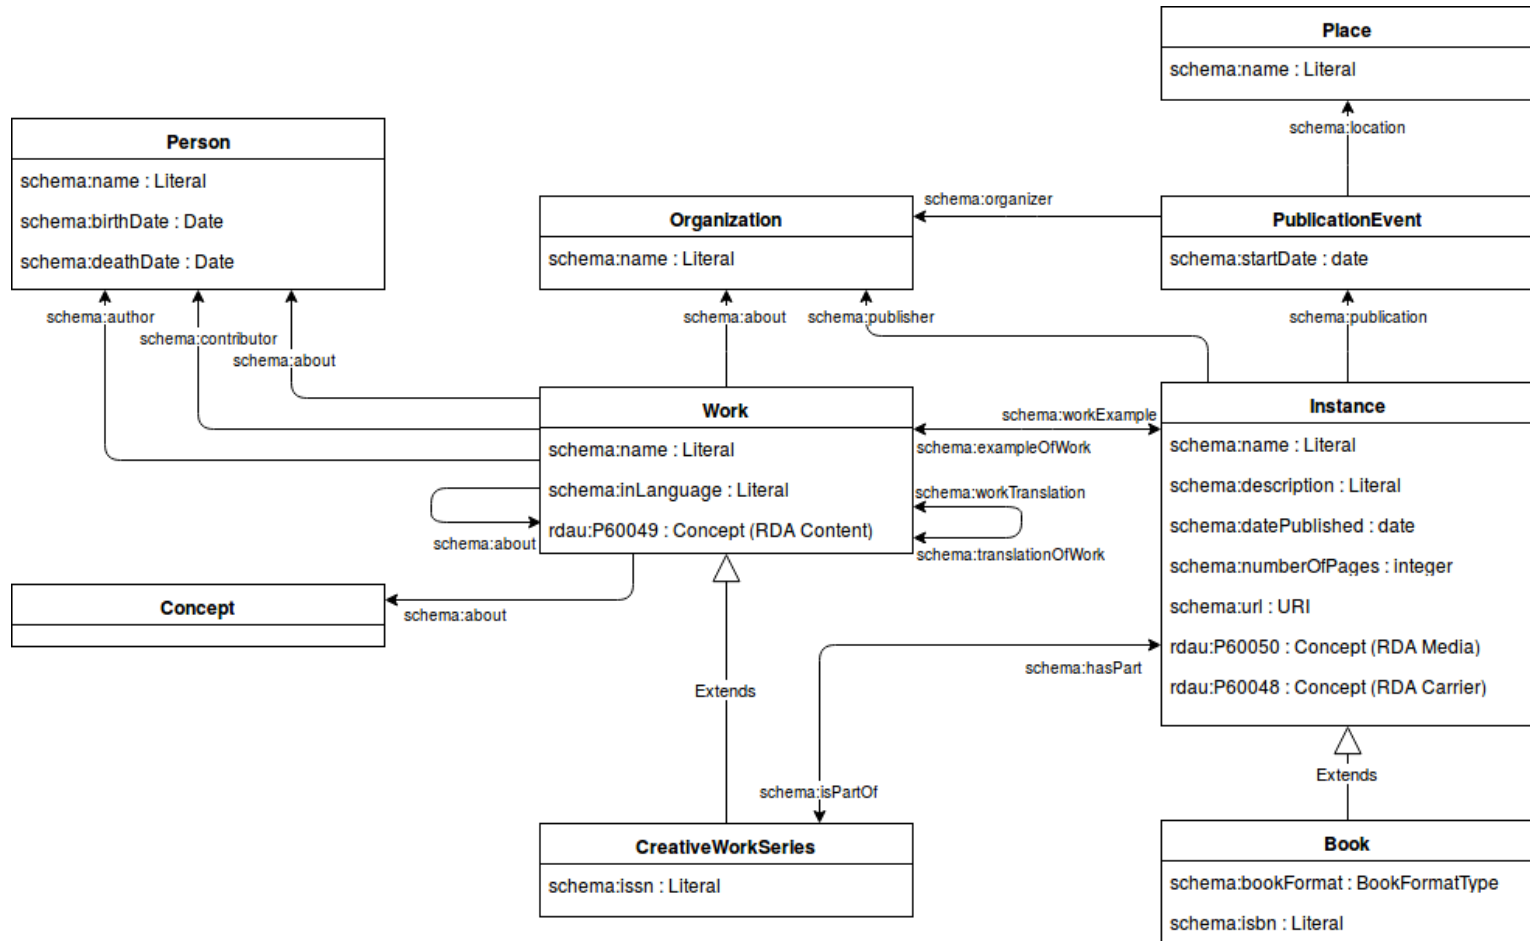 Place
schema:name : Literal
schema:location
Person
schema:name : Literal
schema:birthDate : Date
schema:deathDate : Date
Organization
schema:name : Literal
schema:organizer
PublicationEvent
schema:startDate : date
schema:author
schema:contributor
schema:about
schema:about
schema:publisher
schema:publication
Work
schema:name : Literal
schema:inLanguage : Literal
rdau:P60049 : Concept (RDA Content)
schema:workExample
schema:exampleOfWork
schema:workTranslation
schema:translationOfWork
schema:about
schema:about
Instance
schema:name : Literal
schema:description : Literal
schema:datePublished : date
schema:numberOfPages : integer
schema:url : URI
rdau:P60050 : Concept (RDA Media)
rdau:P60048 : Concept (RDA Carrier)
Concept
Extends
schema:hasPart
schema:isPartOf
Extends
CreativeWorkSeries
schema:issn : Literal
Book
schema:bookFormat : BookFormatType
schema:isbn : Literal